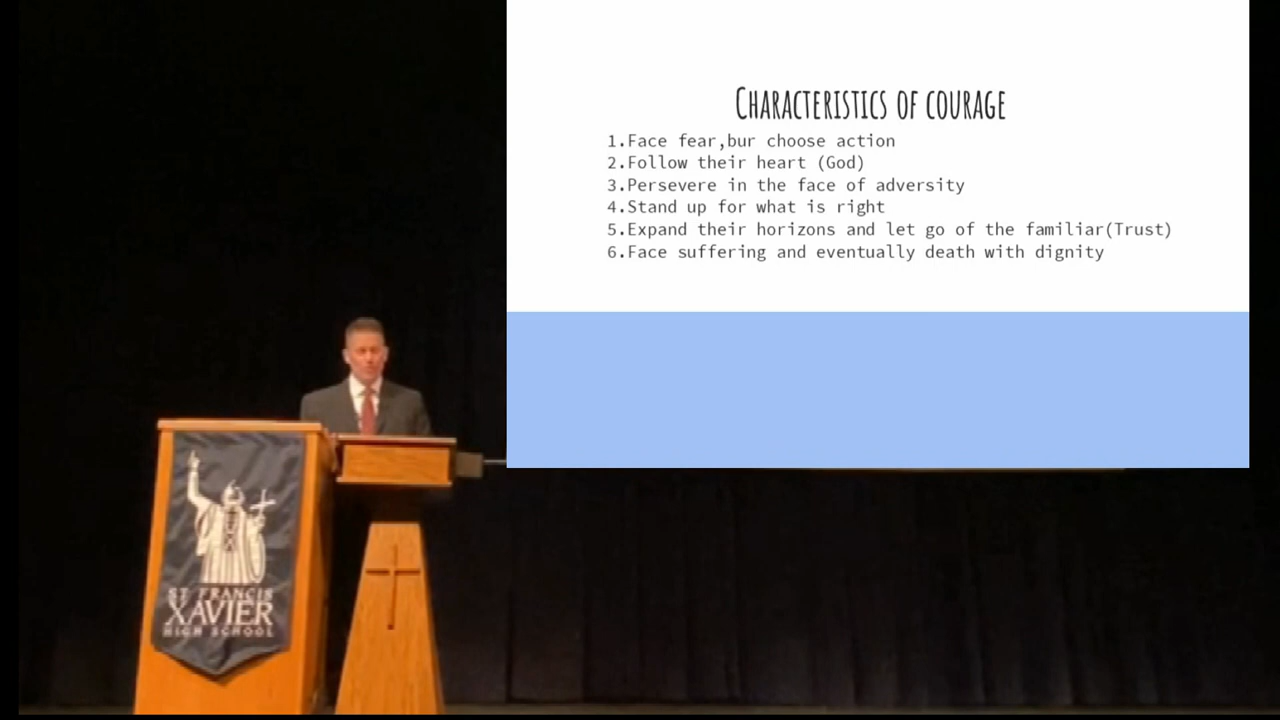 CHARACTERISTICS OF COURAGE
1.Face fear,bur choose action
2.Follow their heart (God)
3.Persevere in the face of adversity
4.Stand up for what is right
5.Expand their horizons and let go of the familiar(Trust)
6.Face suffering and eventually death with dignity
ST FRANCIS
XAVIER
HIGH SCHOOL